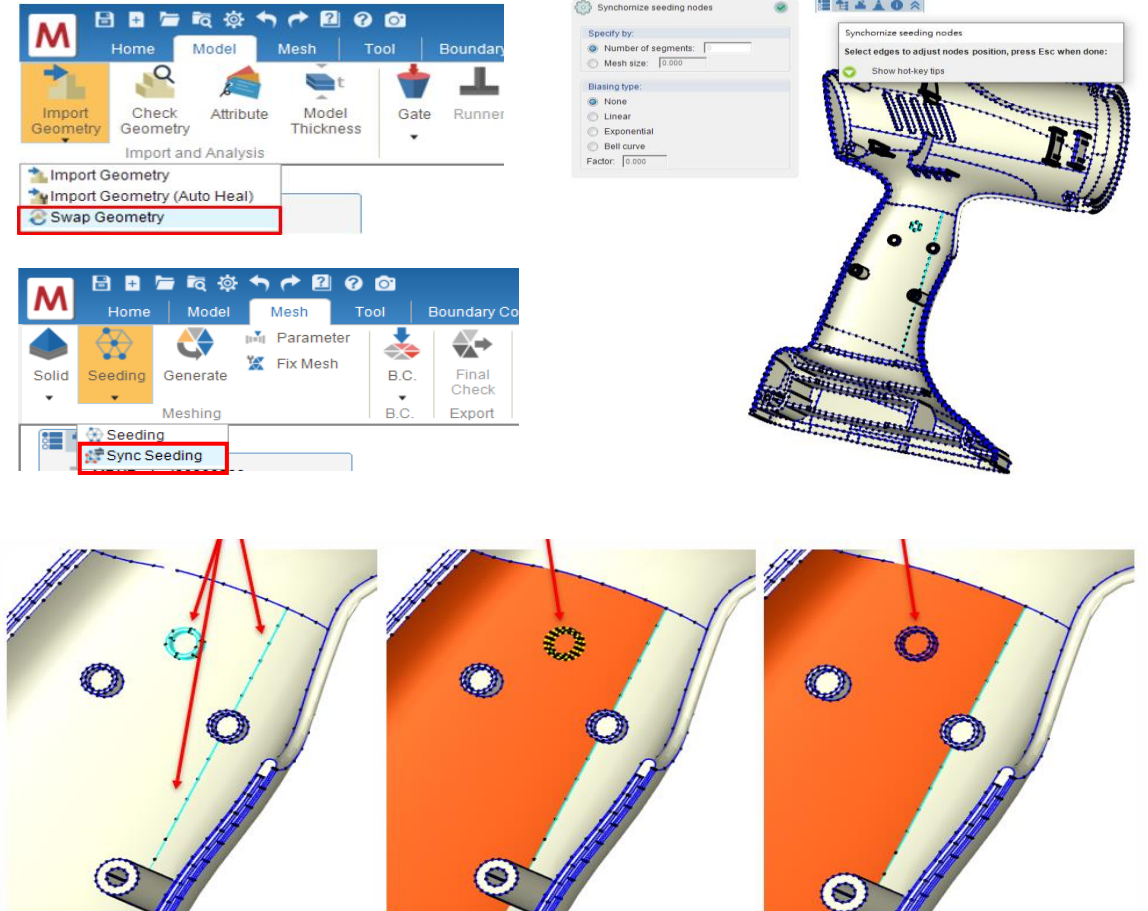 M
Home Model Mesh Tool Boundary
Import Geometry
Check Geometry
Attribute
Model Thickness
t
Gate
Runner
Import and Analysis
Import Geometry
Import Geometry (Auto Heal)
Swap Geometry
Synchornize seeding nodes
Specify by:
Number of segments: 0
Mesh size: 0.000
Biasing type:
None
Linear
Exponential
Bell curve
Factor: 0.000
Synchornize seeding nodes
Select edges to adjust nodes position, press Esc when done:
Show hot-key tips
M
Home Model Mesh Tool Boundary Co
Solid
Seeding
Generate
Parameter
Fix Mesh
B.C.
Final Check
Meshing
B.C.
Export
Seeding
Sync Seeding